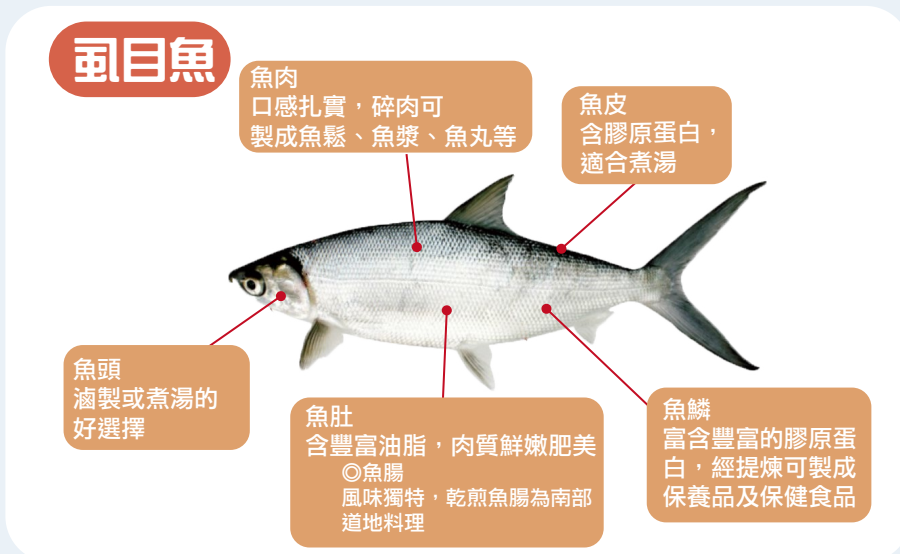 虱目魚
魚肉
口感扎實，碎肉可
製成魚鬆、魚漿、魚丸等
魚皮
含膠原蛋白，
適合煮湯
魚頭
滷製或煮湯的
好選擇
魚肚
含豐富油脂，肉質鮮嫩肥美
◎魚腸
風味獨特，乾煎魚腸為南部
道地料理
魚鱗
富含豐富的膠原蛋
白，經提煉可製成
保養品及保健食品